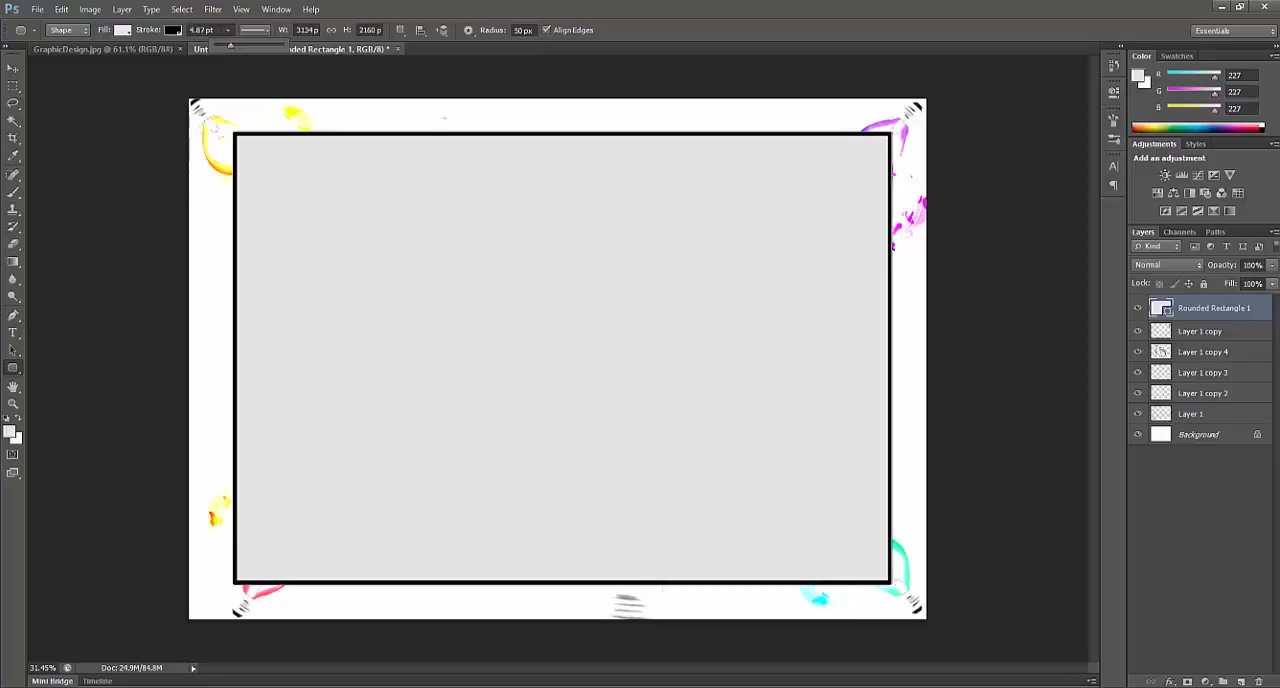 Ps File Edit Image Layer Type Select Filter View Window Help
Shape Fill: Stroke: 4.87 pt W: 3134 p H: 2160 p Radius: 50 px Align Edges Essentials
GraphicDesign.jpg @ 61.1% (RGB/8#) × Unt ded Rectangle 1, RGB/8) * ×
Color Swatches
R 227
G 227
B 227
Adjustments Styles
Add an adjustment
Layers Channels Paths
Kind
Normal Opacity: 100%
Lock: Fill: 100%
Rounded Rectangle 1
Layer 1 copy
Layer 1 copy 4
Layer 1 copy 3
Layer 1 copy 2
Layer 1
Background
31.45% Doc: 24.9M/84.8M
Mini Bridge Timeline